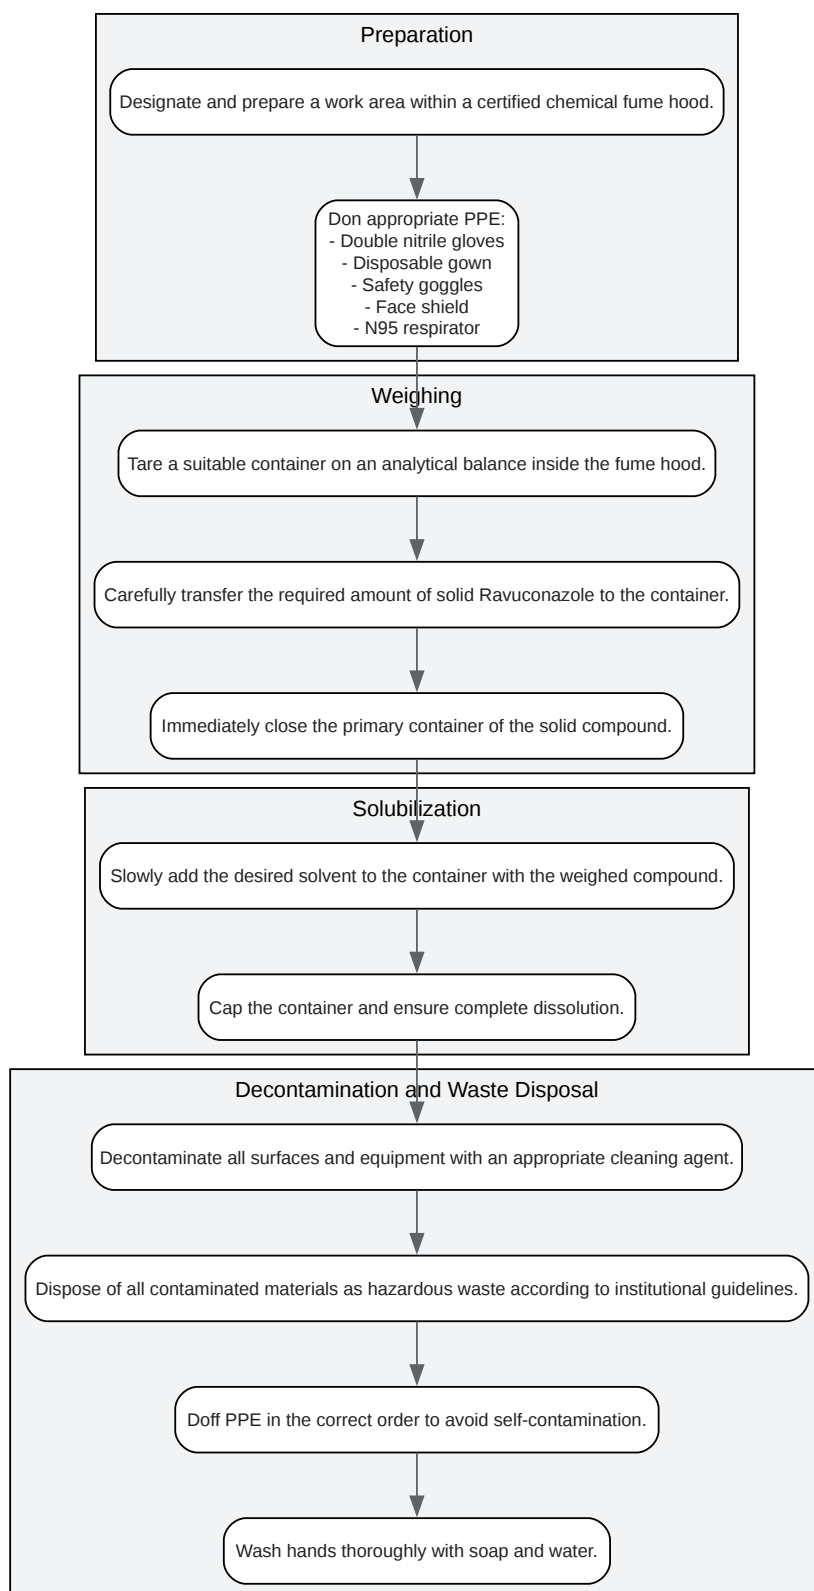 Preparation
Designate and prepare a work area within a certified chemical fume hood.
Don appropriate PPE:
- Double nitrile gloves
- Disposable gown
- Safety goggles
- Face shield
- N95 respirator
Weighing
Tare a suitable container on an analytical balance inside the fume hood.
Carefully transfer the required amount of solid Ravuconazole to the container.
Immediately close the primary container of the solid compound.
Solubilization
Slowly add the desired solvent to the container with the weighed compound.
Cap the container and ensure complete dissolution.
Decontamination and Waste Disposal
Decontaminate all surfaces and equipment with an appropriate cleaning agent.
Dispose of all contaminated materials as hazardous waste according to institutional guidelines.
Doff PPE in the correct order to avoid self-contamination.
Wash hands thoroughly with soap and water.